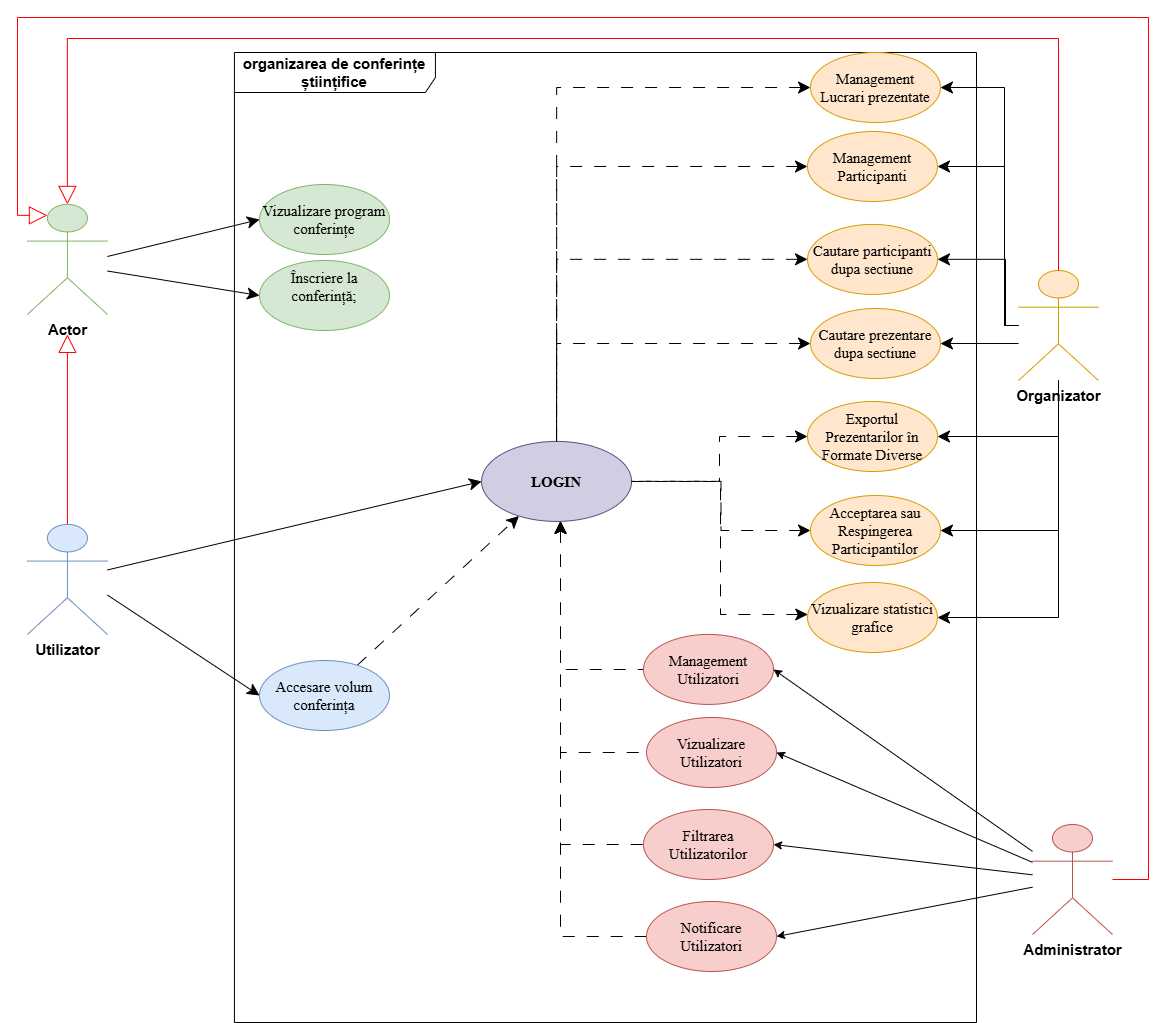 organizarea de conferințe
științifice
Management
Lucrari prezentate
Management
Participanti
Vizualizare program
conferințe
Cautare participanti
dupa sectiune
Înscriere la
conferință;
Actor
Cautare prezentare
dupa sectiune
Organizator
Exportul
Prezentarilor în
Formate Diverse
LOGIN
Acceptarea sau
Respingerea
Participantilor
Vizualizare statistici
grafice
Utilizator
Management
Utilizatori
Accesare volum
conferința
Vizualizare
Utilizatori
Filtrarea
Utilizatorilor
Notificare
Utilizatori
Administrator